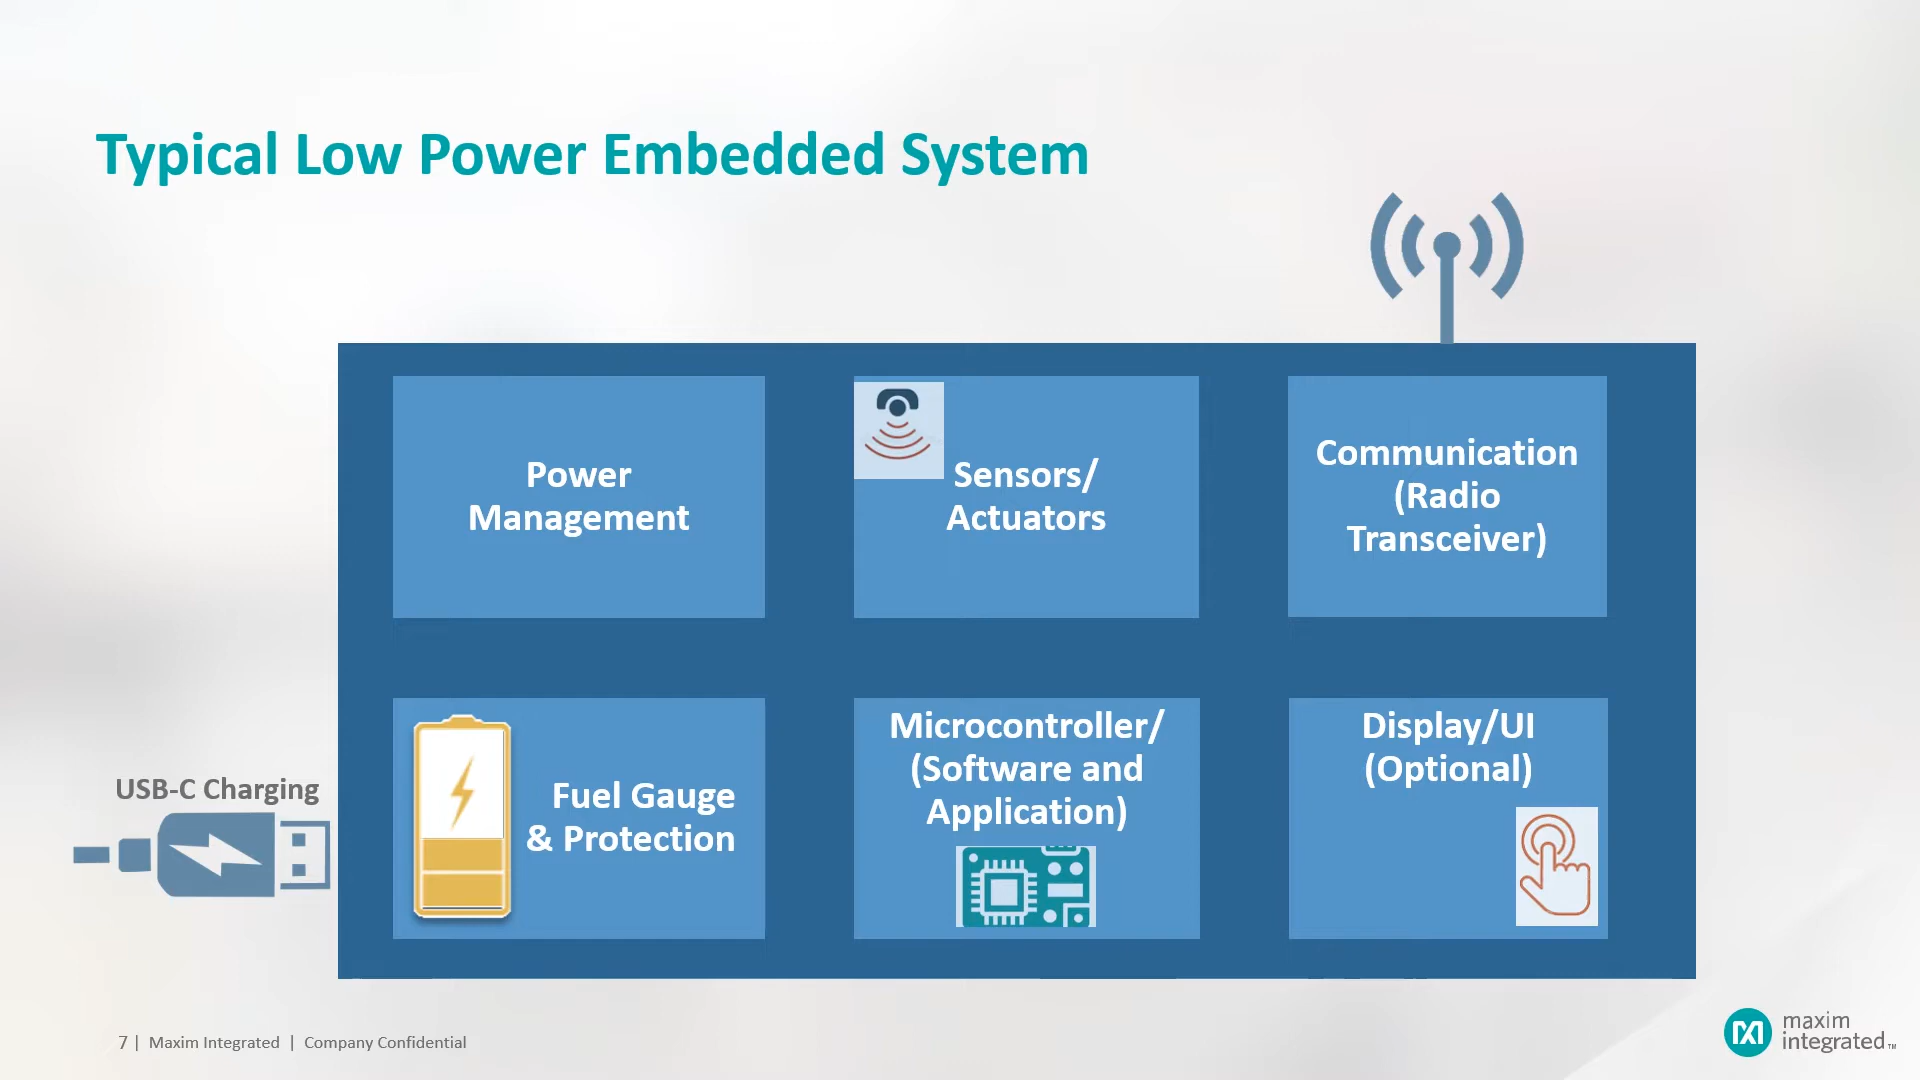 Typical Low Power Embedded System
Power
Management
Sensors/
Actuators
Communication
(Radio
Transceiver)
USB-C Charging
Fuel Gauge
& Protection
Microcontroller/
(Software and
Application)
Display/UI
(Optional)
7 | Maxim Integrated | Company Confidential
maxim
integrated™